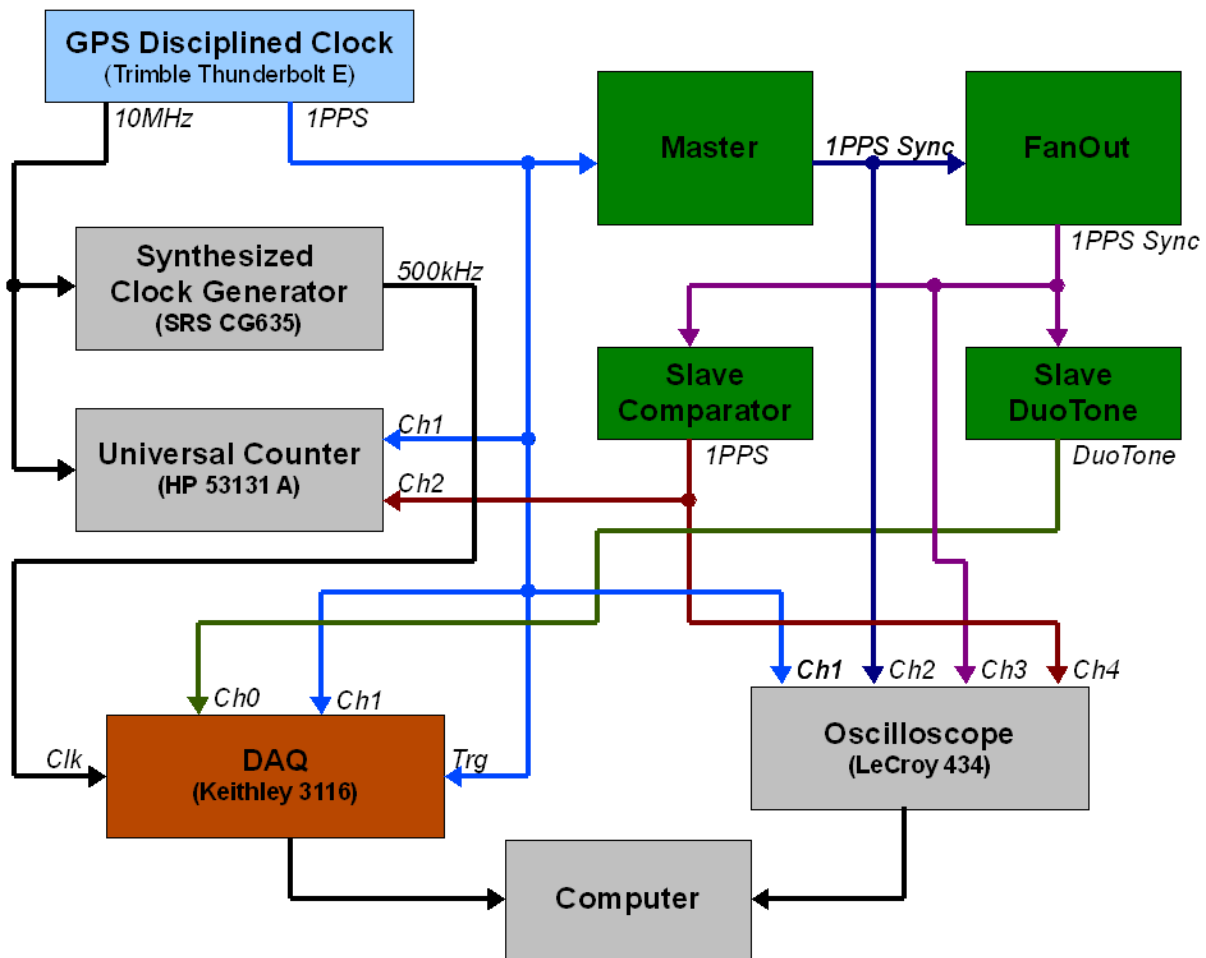 GPS Disciplined Clock
(Trimble Thunderbolt E)
10MHz
1PPS
Master
1PPS Sync
FanOut
1PPS Sync
Synthesized
Clock Generator
(SRS CG635)
500kHz
Slave
Comparator
1PPS
Slave
DuoTone
DuoTone
Universal Counter
(HP 53131 A)
Ch1
Ch2
Ch0
Ch1
Clk
DAQ
(Keithley 3116)
Trg
Ch1
Ch2
Ch3
Ch4
Oscilloscope
(LeCroy 434)
Computer